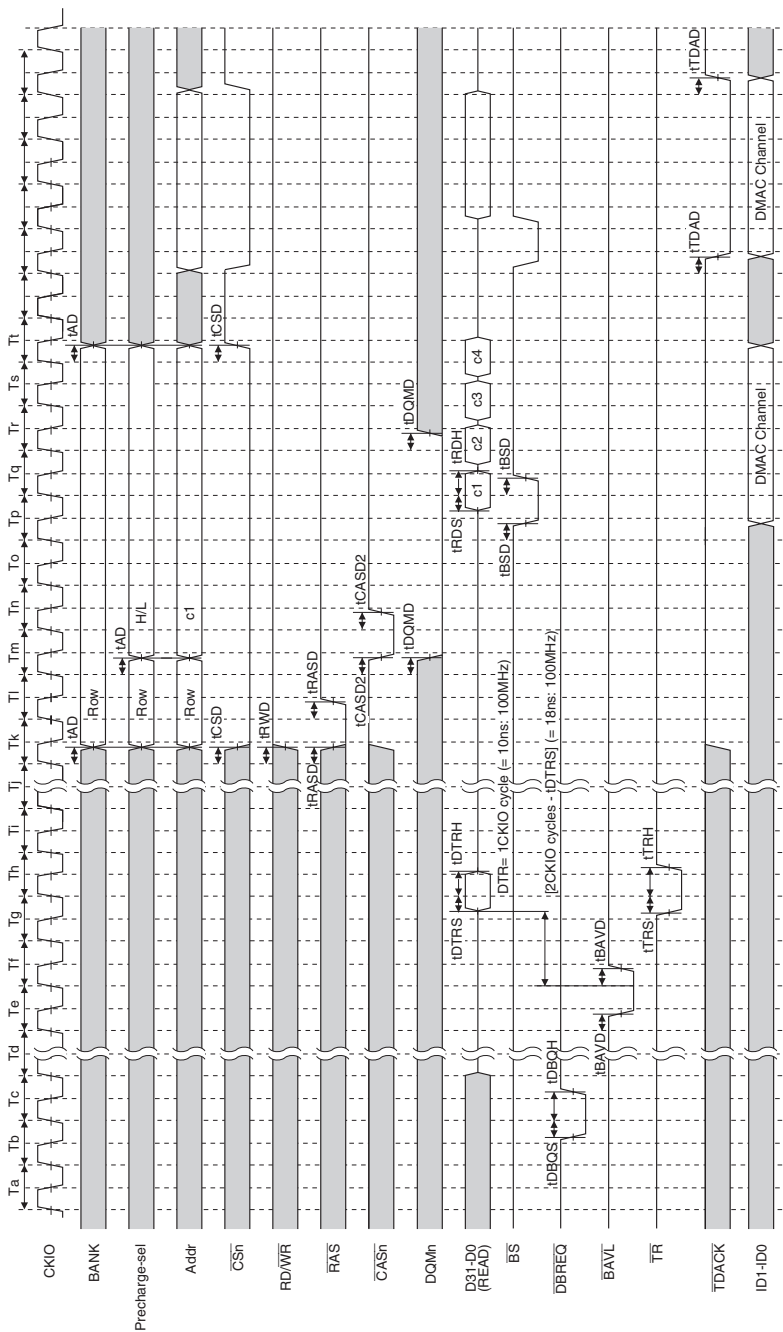 Ta Tb Tc Td Te Tf Tg Th Ti Tj Tk Tl Tm Tn To Tp Tq Tr Ts Tt
CKIO
BANK tAD Row tAD
Precharge-sel Row tAD H/L
Addr Row c1
CSn tCSD tCSD
RD/WR tRWD
RAS tRASD tRASD
CASn tCASD2 tCASD2
DQMn tDQMD tDQMD
D31-D0
(READ) tDTRS tDTRH tRDS tRDH c1 c2 c3 c4
DTR= 1CKIO cycle (= 10ns: 100MHz)
BS tBSD tBSD
[2CKIO cycles - tDTRS] (= 18ns: 100MHz)
DBREQ tDBQS tDBQH
BAVL tBAVD tBAVD
TR tTRS tTRH
TDACK tTDAD tTDAD
ID1-ID0 DMAC Channel DMAC Channel